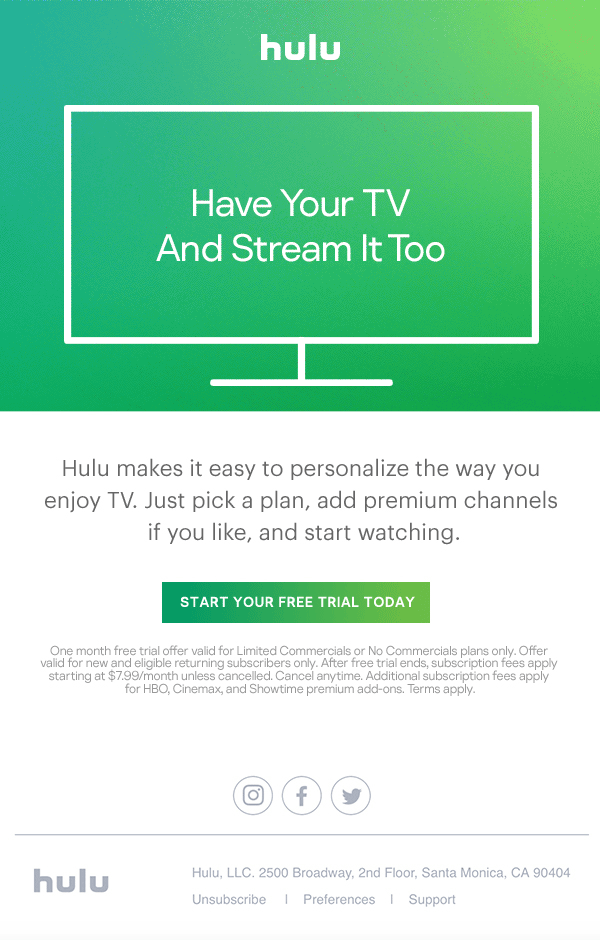 hulu
Have Your TV
And Stream It Too
Hulu makes it easy to personalize the way you
enjoy TV. Just pick a plan, add premium channels
if you like, and start watching.
START YOUR FREE TRIAL TODAY
One month free trial offer valid for Limited Commercials or No Commercials plans only. Offer
valid for new and eligible returning subscribers only. After free trial ends, subscription fees apply
starting at $7.99/month unless cancelled. Cancel anytime. Additional subscription fees apply
for HBO, Cinemax, and Showtime premium add-ons. Terms apply.
hulu
Hulu, LLC. 2500 Broadway, 2nd Floor, Santa Monica, CA 90404
Unsubscribe | Preferences | Support